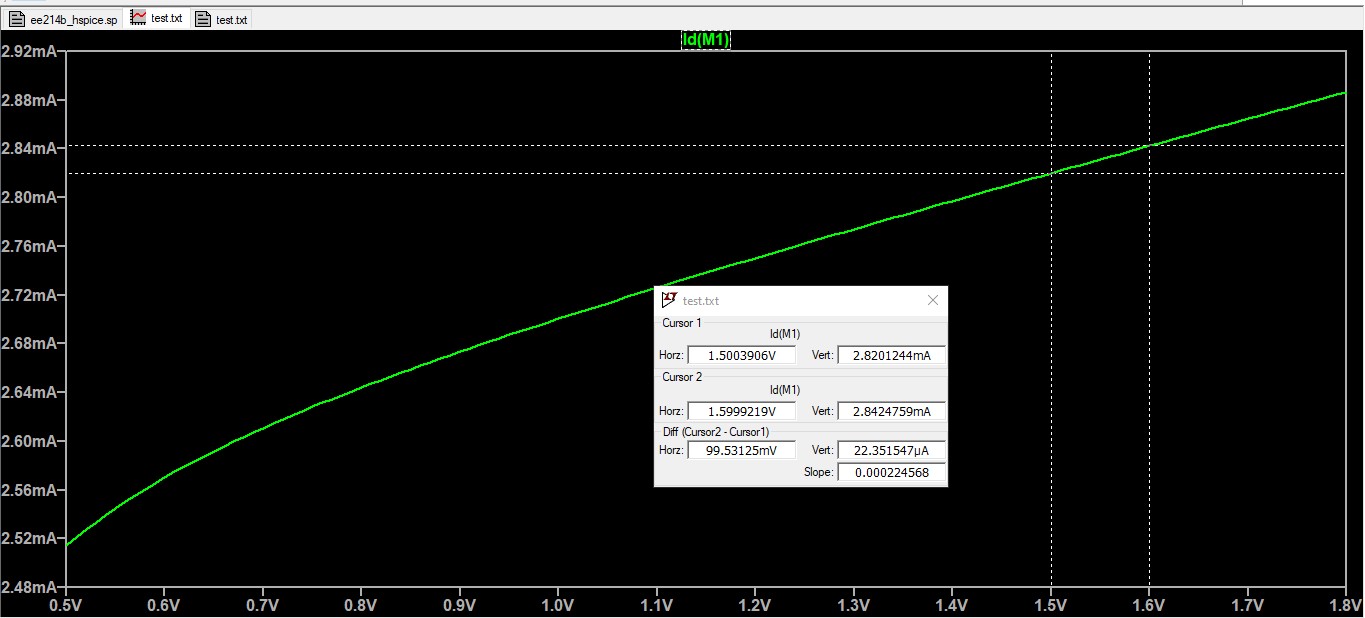 ee214b_hspice.sp test.txt test.txt
Id(M1)
2.92mA
2.88mA
2.84mA
2.80mA
2.76mA
2.72mA
2.68mA
2.64mA
2.60mA
2.56mA
2.52mA
2.48mA
0.5V 0.6V 0.7V 0.8V 0.9V 1.0V 1.1V 1.2V 1.3V 1.4V 1.5V 1.6V 1.7V 1.8V
test.txt
Cursor 1
Id(M1)
Horz: 1.5003906V Vert: 2.8201244mA
Cursor 2
Id(M1)
Horz: 1.5999219V Vert: 2.8424759mA
Diff (Cursor2 - Cursor1)
Horz: 99.53125mV Vert: 22.351547µA
Slope: 0.000224568